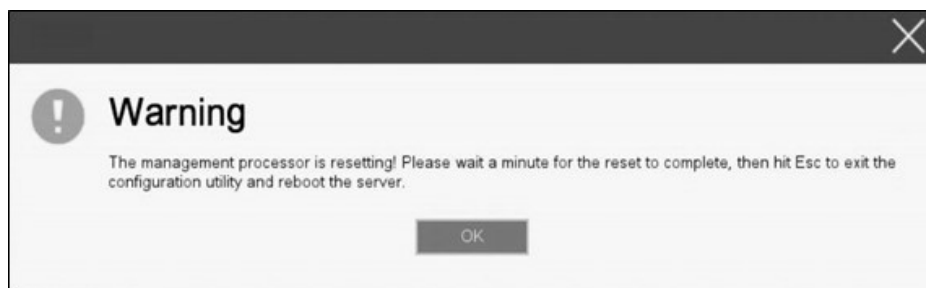 Warning
The management processor is resetting! Please wait a minute for the reset to complete, then hit Esc to exit the
configuration utility and reboot the server.
OK